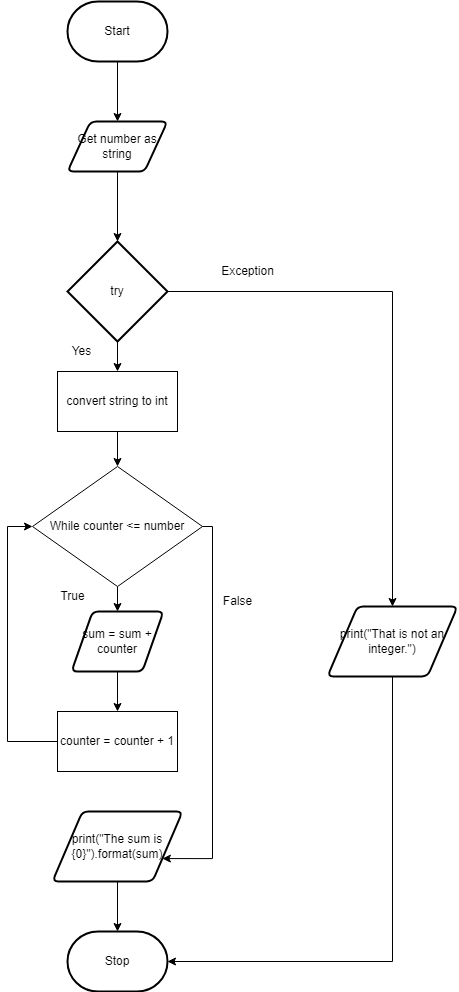 Start
Get number as
string
Exception
try
Yes
convert string to int
While counter <= number
True
False
sum = sum +
counter
print("That is not an
integer.")
counter = counter + 1
print("The sum is
{0}").format(sum)
Stop